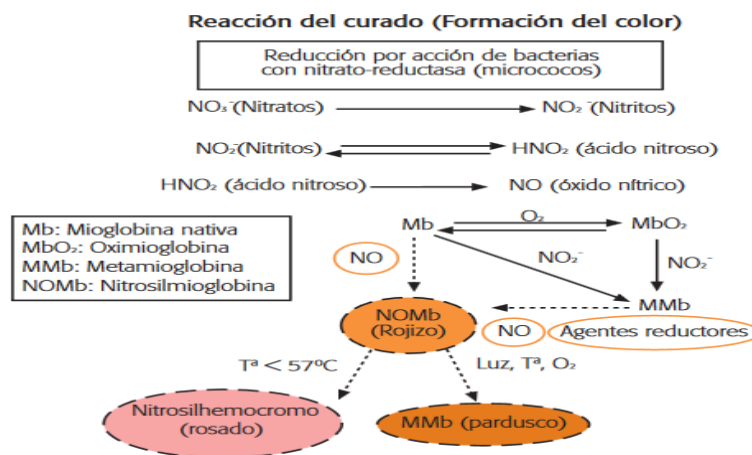 Reacción del curado (Formación del color)
Reducción por acción de bacterias
con nitrato-reductasa (micrococos)
NO₃⁻(Nitratos) NO₂⁻(Nitritos)
NO₂⁻(Nitritos) HNO₂ (ácido nitroso)
HNO₂ (ácido nitroso) NO (óxido nítrico)
Mb: Mioglobina nativa
MbO₂: Oximioglobina
MMb: Metamioglobina
NOMb: Nitrosilmioglobina
Mb O₂ MbO₂
NO NO₂⁻ NO₂⁻
NOMb
(Rojizo)
MMb
NO Agentes reductores
Tª < 57ºC Luz, Tª, O₂
Nitrosilhemocromo
(rosado)
MMb (pardusco)